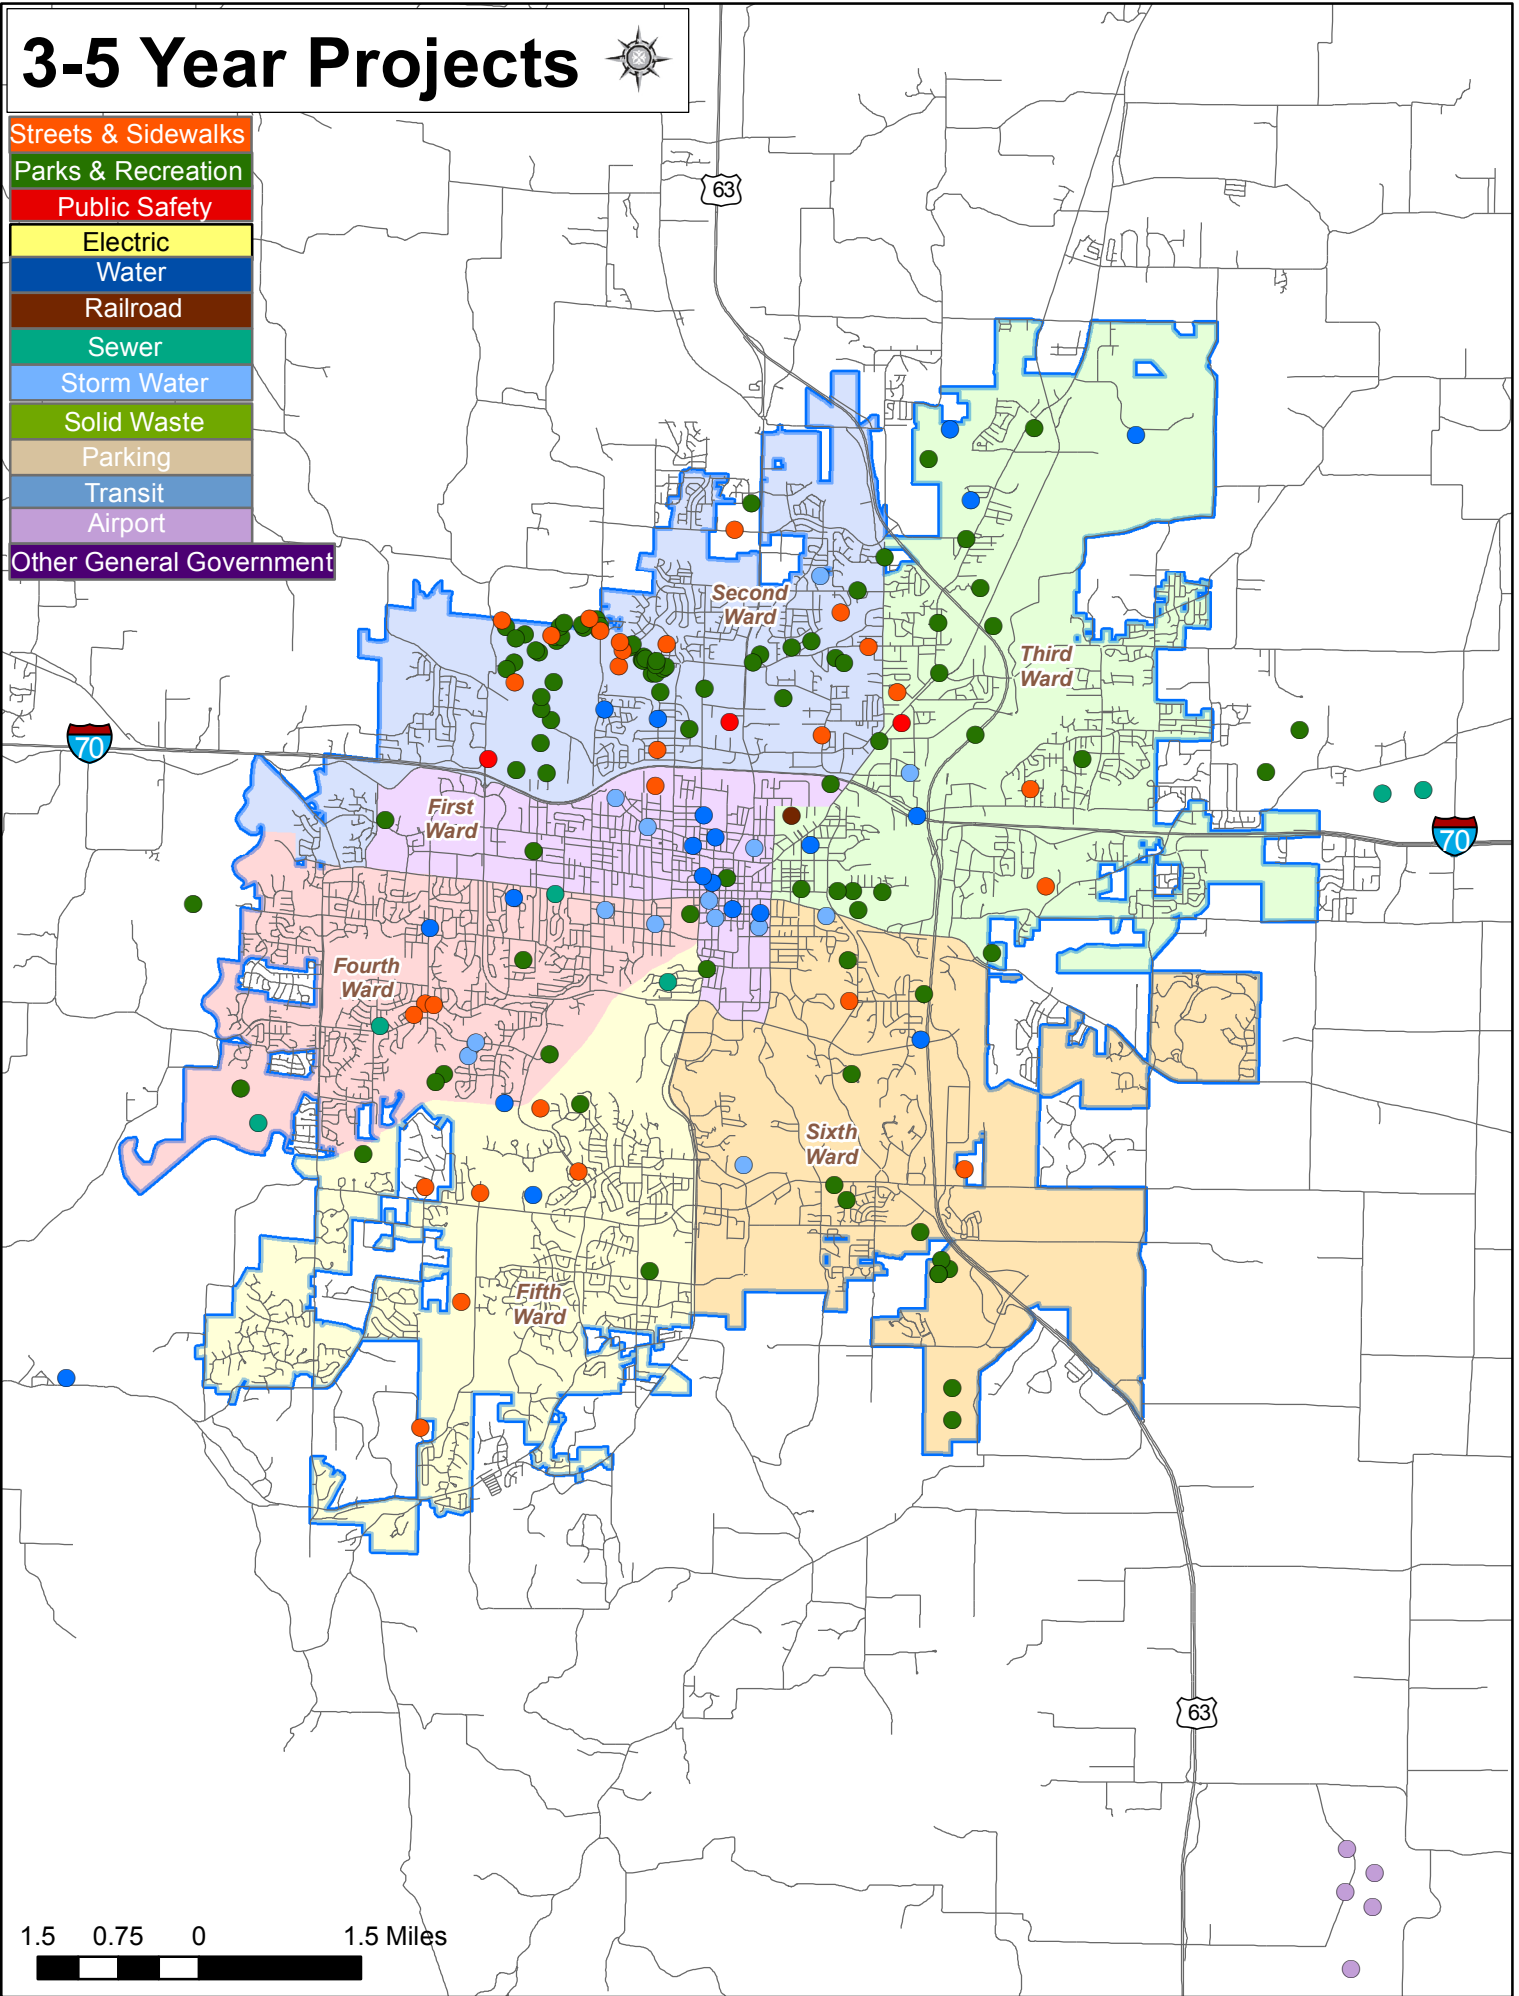 3-5 Year Projects
Streets & Sidewalks
Parks & Recreation
Public Safety
Electric
Water
Railroad
Sewer
Storm Water
Solid Waste
Parking
Transit
Airport
Other General Government
63
Second
Ward
Third
Ward
70
First
Ward
70
Fourth
Ward
Sixth
Ward
Fifth
Ward
63
1.5 0.75 0 1.5 Miles